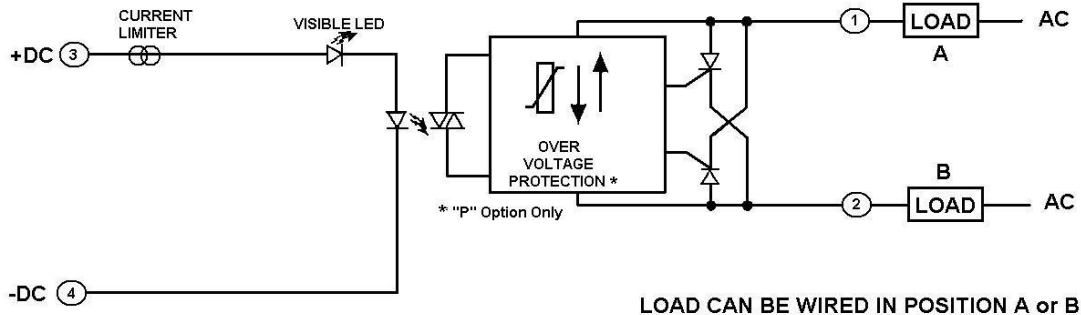 CURRENT
LIMITER
VISIBLE LED
+DC 3
1 LOAD AC
A
OVER
VOLTAGE
PROTECTION *
* "P" Option Only
B
2 LOAD AC
-DC 4
LOAD CAN BE WIRED IN POSITION A or B